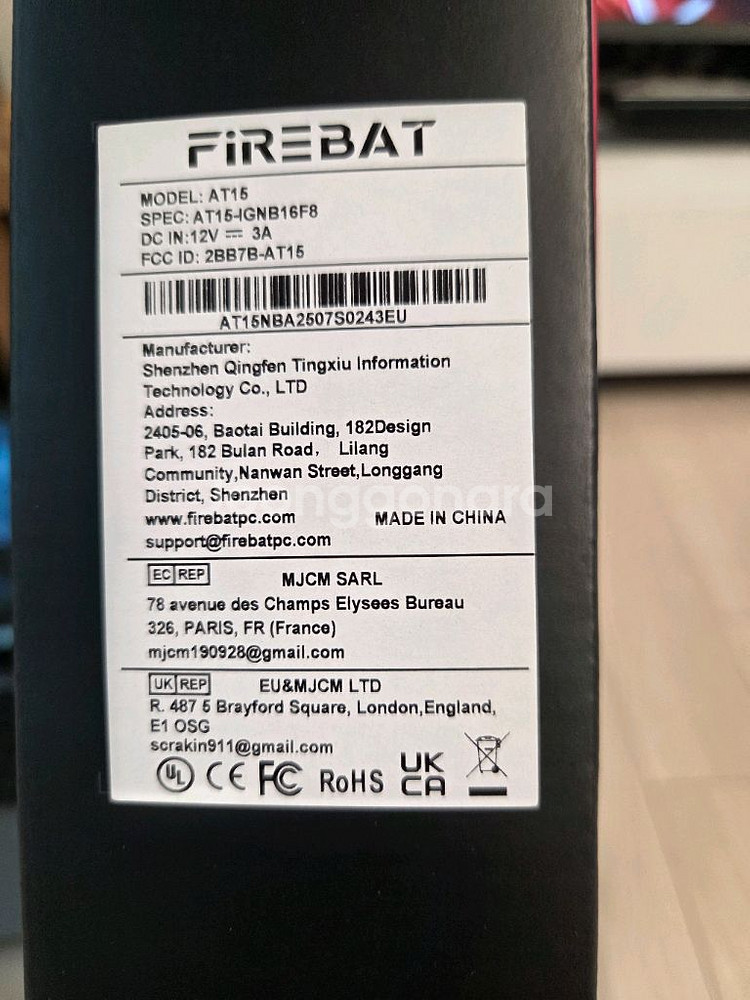 FiREBAT
MODEL: AT15
SPEC: AT15-IGNB16F8
DC IN:12V ⎓ 3A
FCC ID: 2BB7B-AT15
AT15NBA2507S0243EU
Manufacturer:
Shenzhen Qingfen Tingxiu Information
Technology Co., LTD
Address:
2405-06, Baotai Building, 182Design
Park, 182 Bulan Road, Lilang
Community,Nanwan Street,Longgang
District, Shenzhen
www.firebatpc.com MADE IN CHINA
support@firebatpc.com
EC REP MJCM SARL
78 avenue des Champs Elysees Bureau
326, PARIS, FR (France)
mjcm190928@gmail.com
UK REP EU&MJCM LTD
R. 487 5 Brayford Square, London,England,
E1 OSG
scrakin911@gmail.com
UL CE FC RoHS UK CA